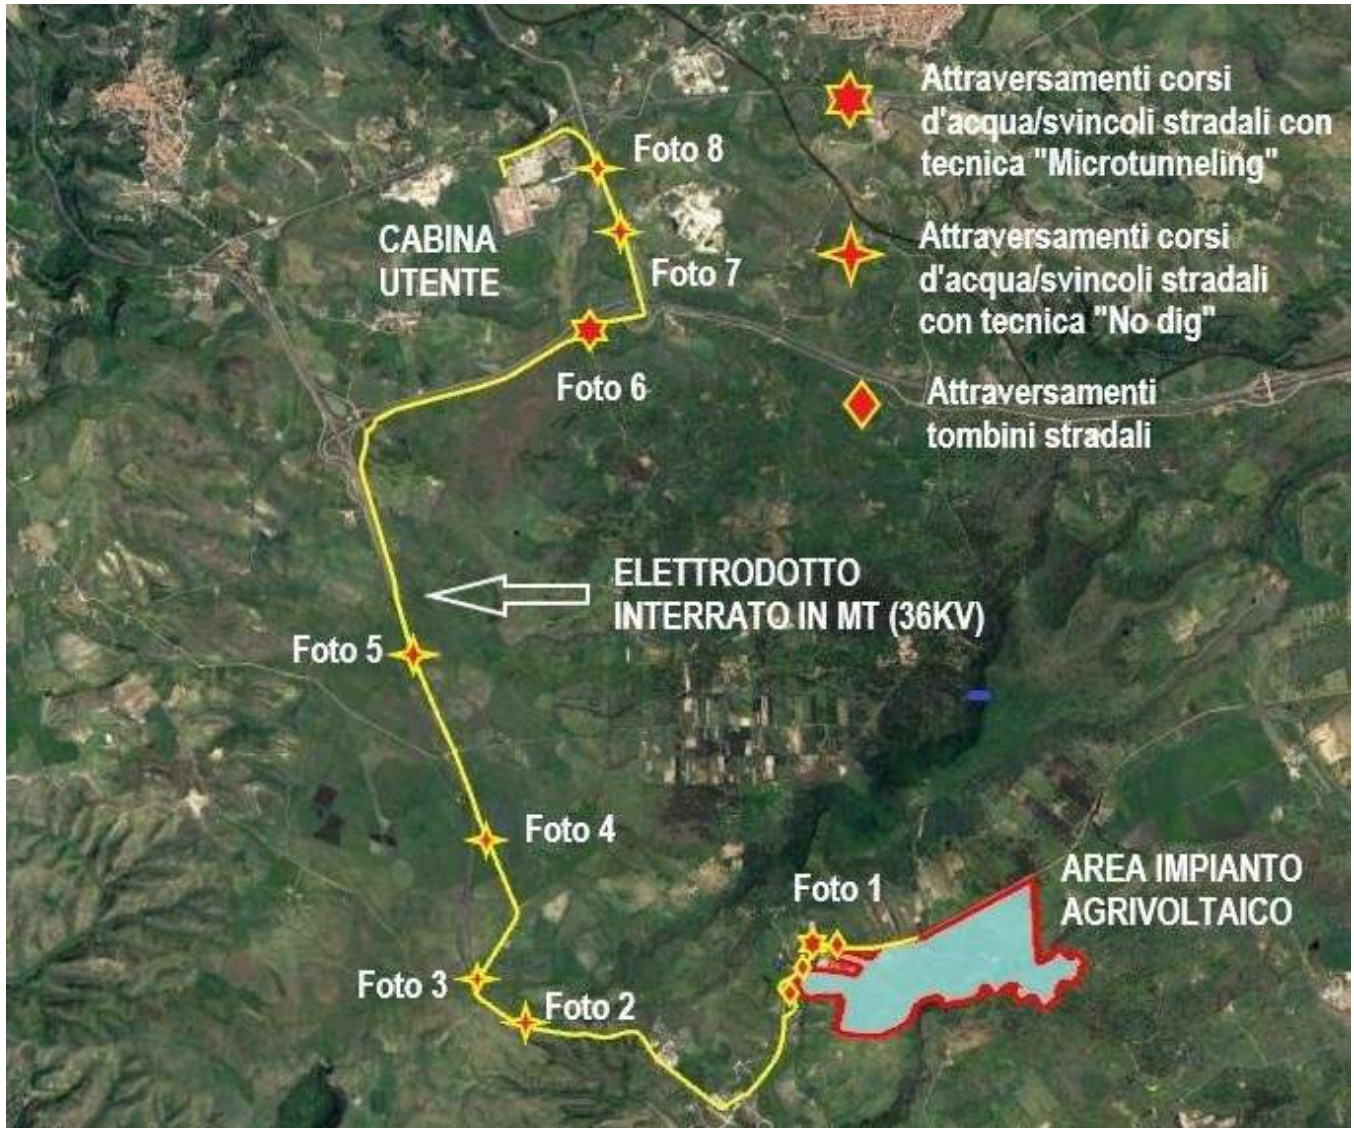 Attraversamenti corsi
d'acqua/svincoli stradali con
tecnica "Microtunneling"
Foto 8
Attraversamenti corsi
d'acqua/svincoli stradali
con tecnica "No dig"
CABINA
UTENTE
Foto 7
Foto 6
Attraversamenti
tombini stradali
ELETTRODOTTO
INTERRATO IN MT (36KV)
Foto 5
Foto 4
AREA IMPIANTO
AGRIVOLTAICO
Foto 1
Foto 3
Foto 2